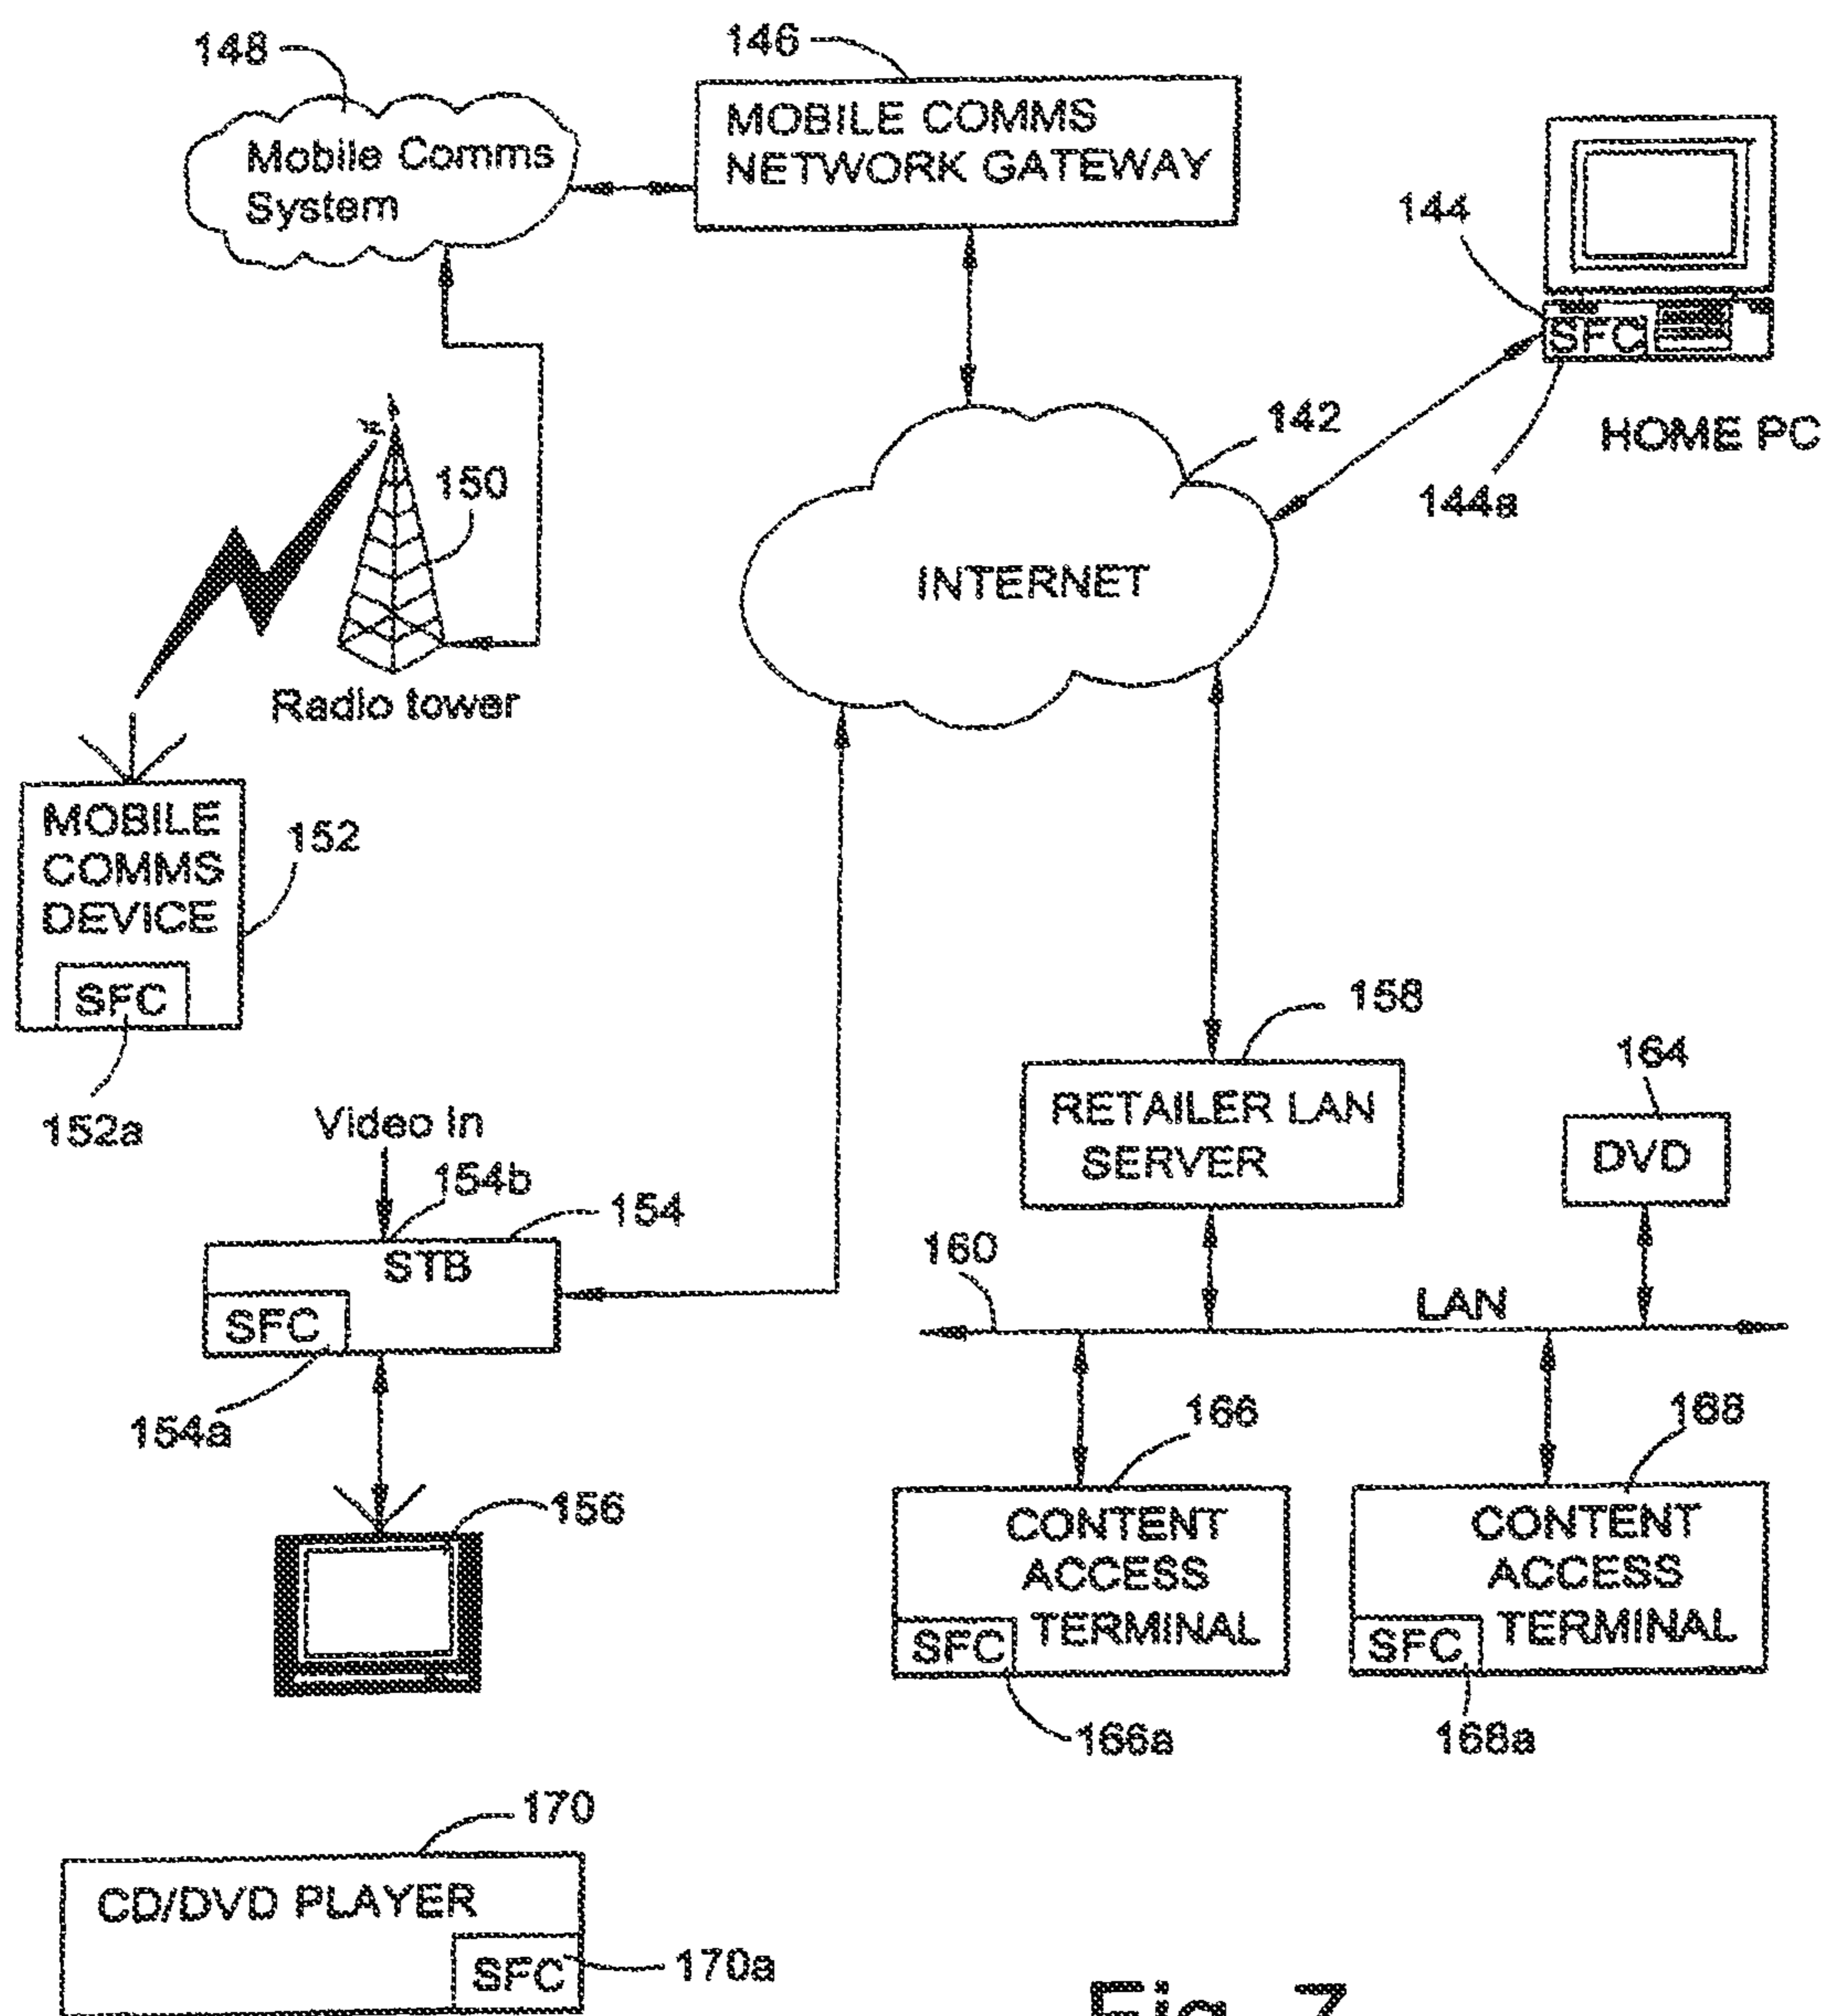 148
146
Mobile Comms
System
MOBILE COMMS
NETWORK GATEWAY
144
SFC
HOME PC
144a
142
INTERNET
150
Radio tower
MOBILE
COMMS
DEVICE
SFC
152
152a
Video In
154b
154
STB
SFC
154a
156
158
RETAILER LAN
SERVER
164
DVD
160
LAN
166
CONTENT
ACCESS
TERMINAL
SFC
166a
168
CONTENT
ACCESS
TERMINAL
SFC
168a
170
CD/DVD PLAYER
SFC
170a
Fig. 7